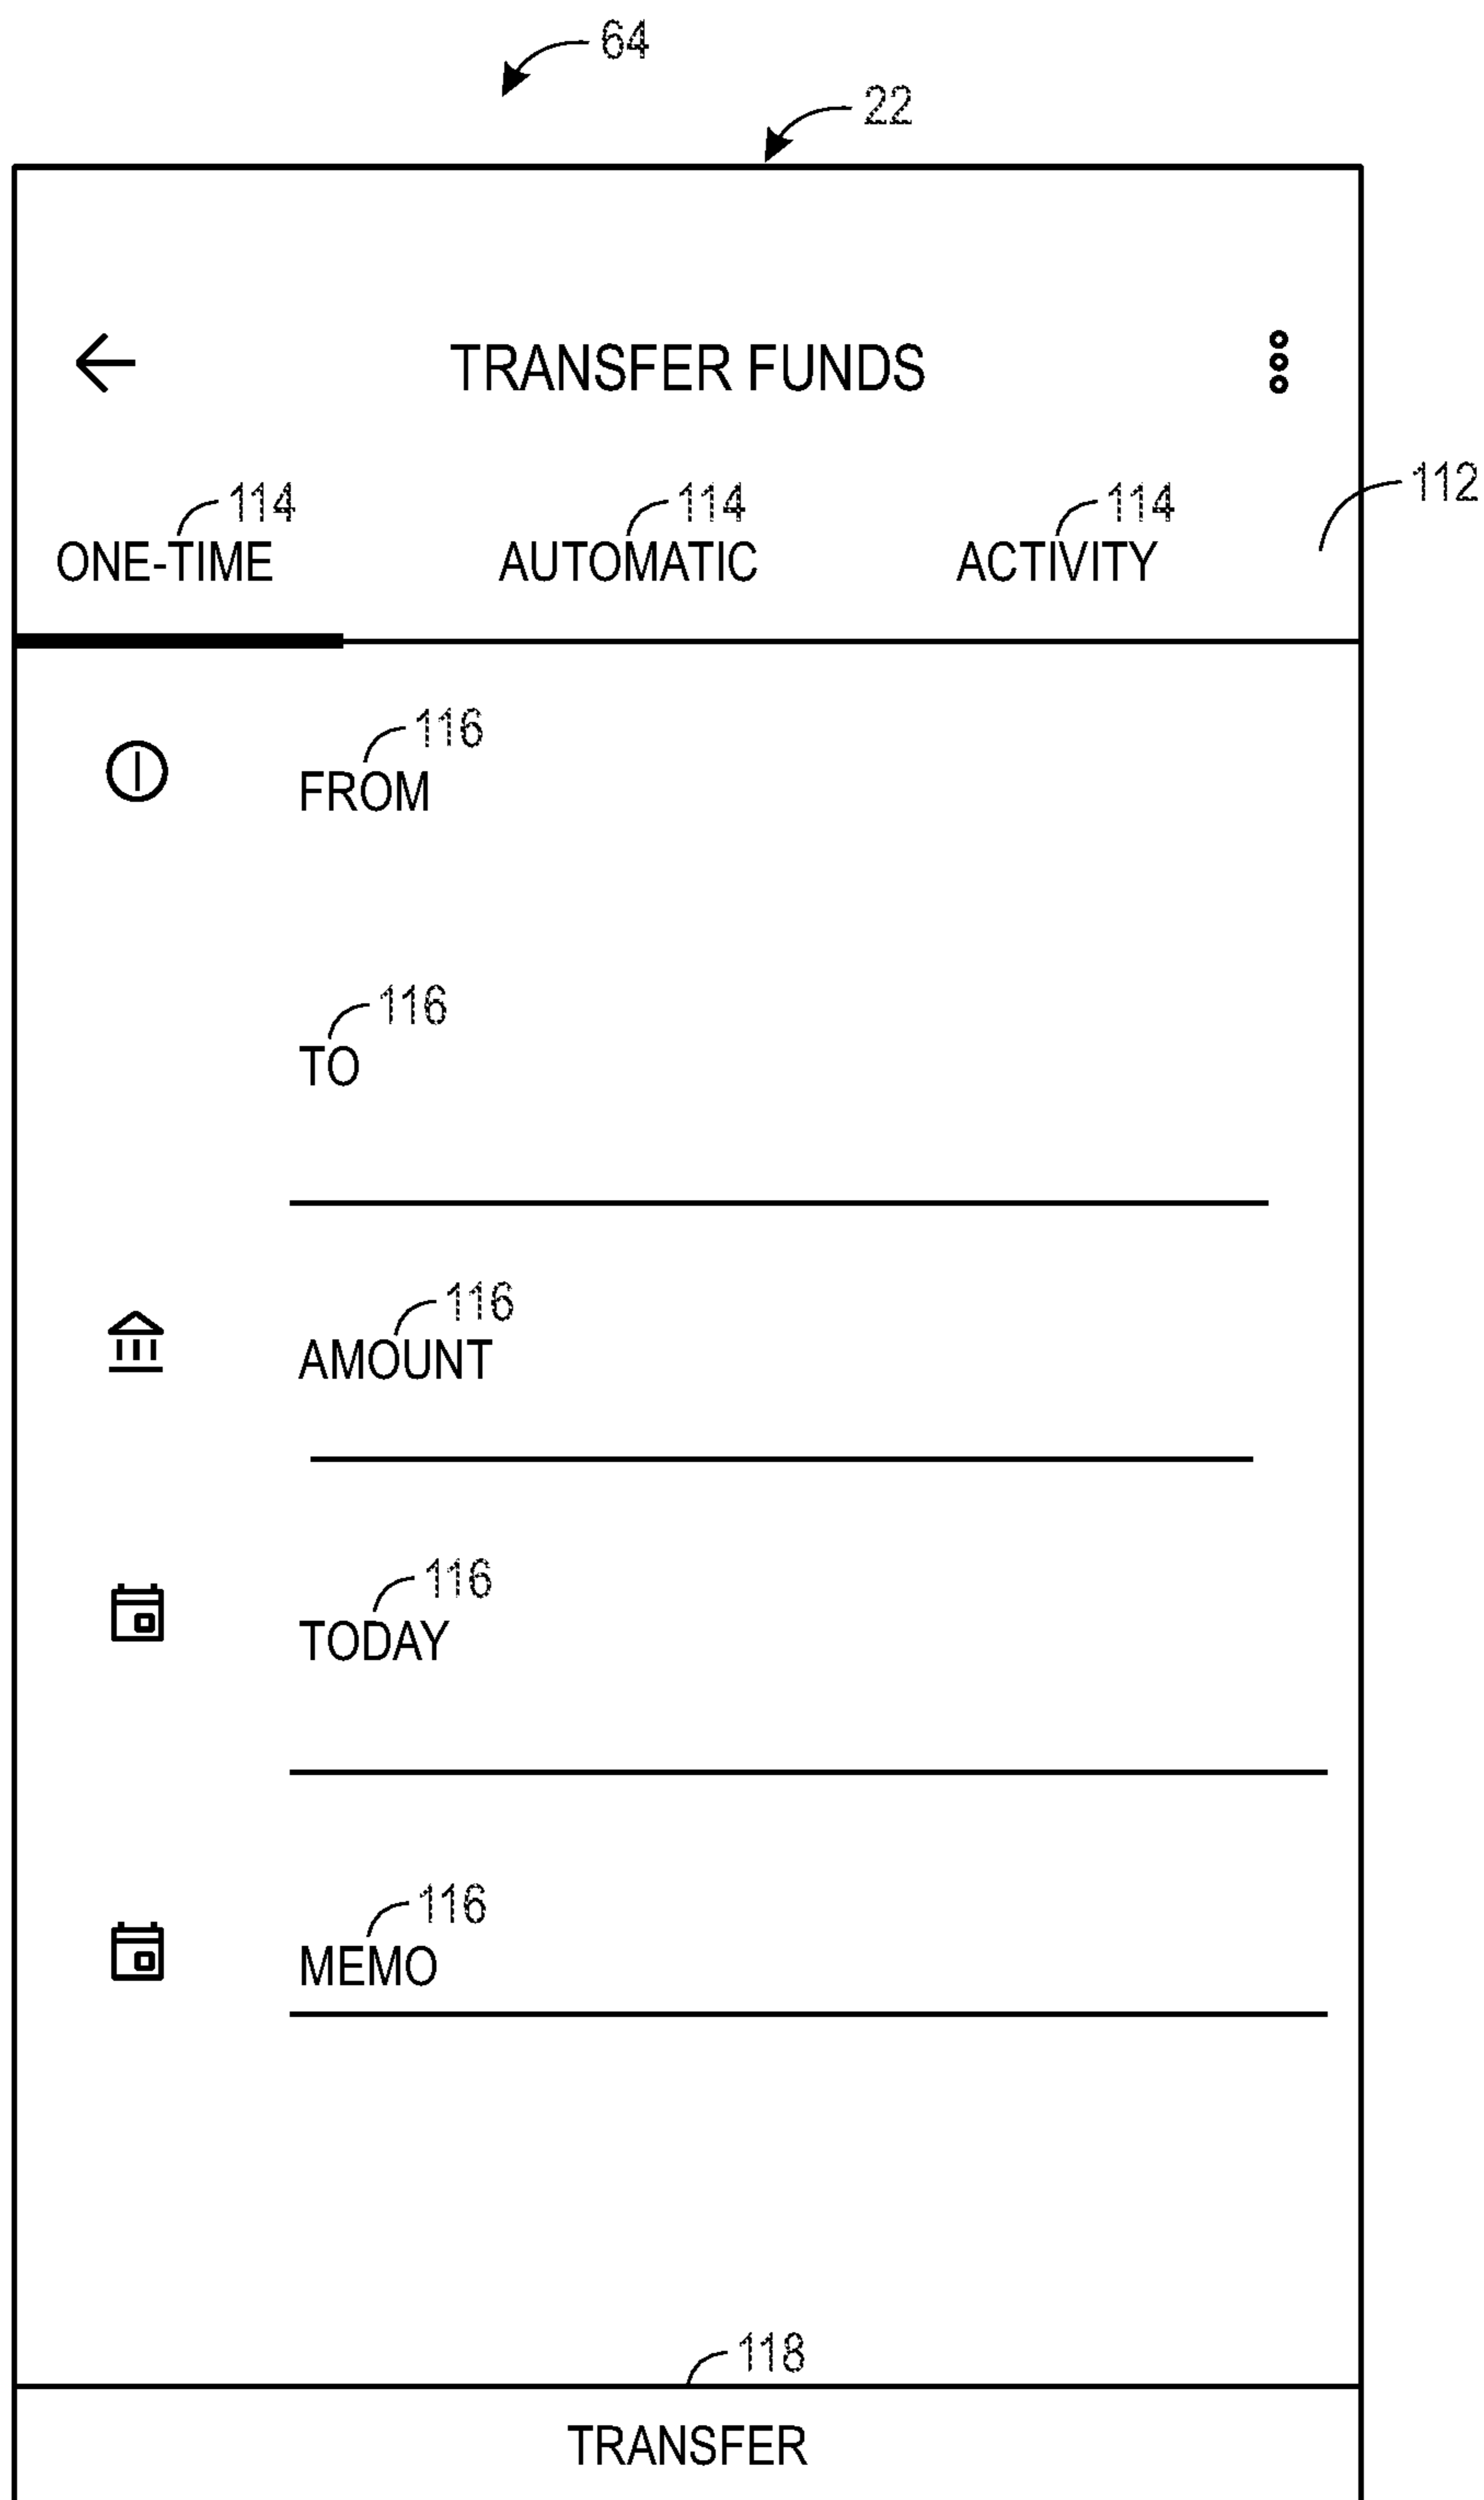 64
22
TRANSFER FUNDS
114 114 114 112
ONE-TIME AUTOMATIC ACTIVITY
116
FROM
116
TO
116
AMOUNT
116
TODAY
116
MEMO
118
TRANSFER